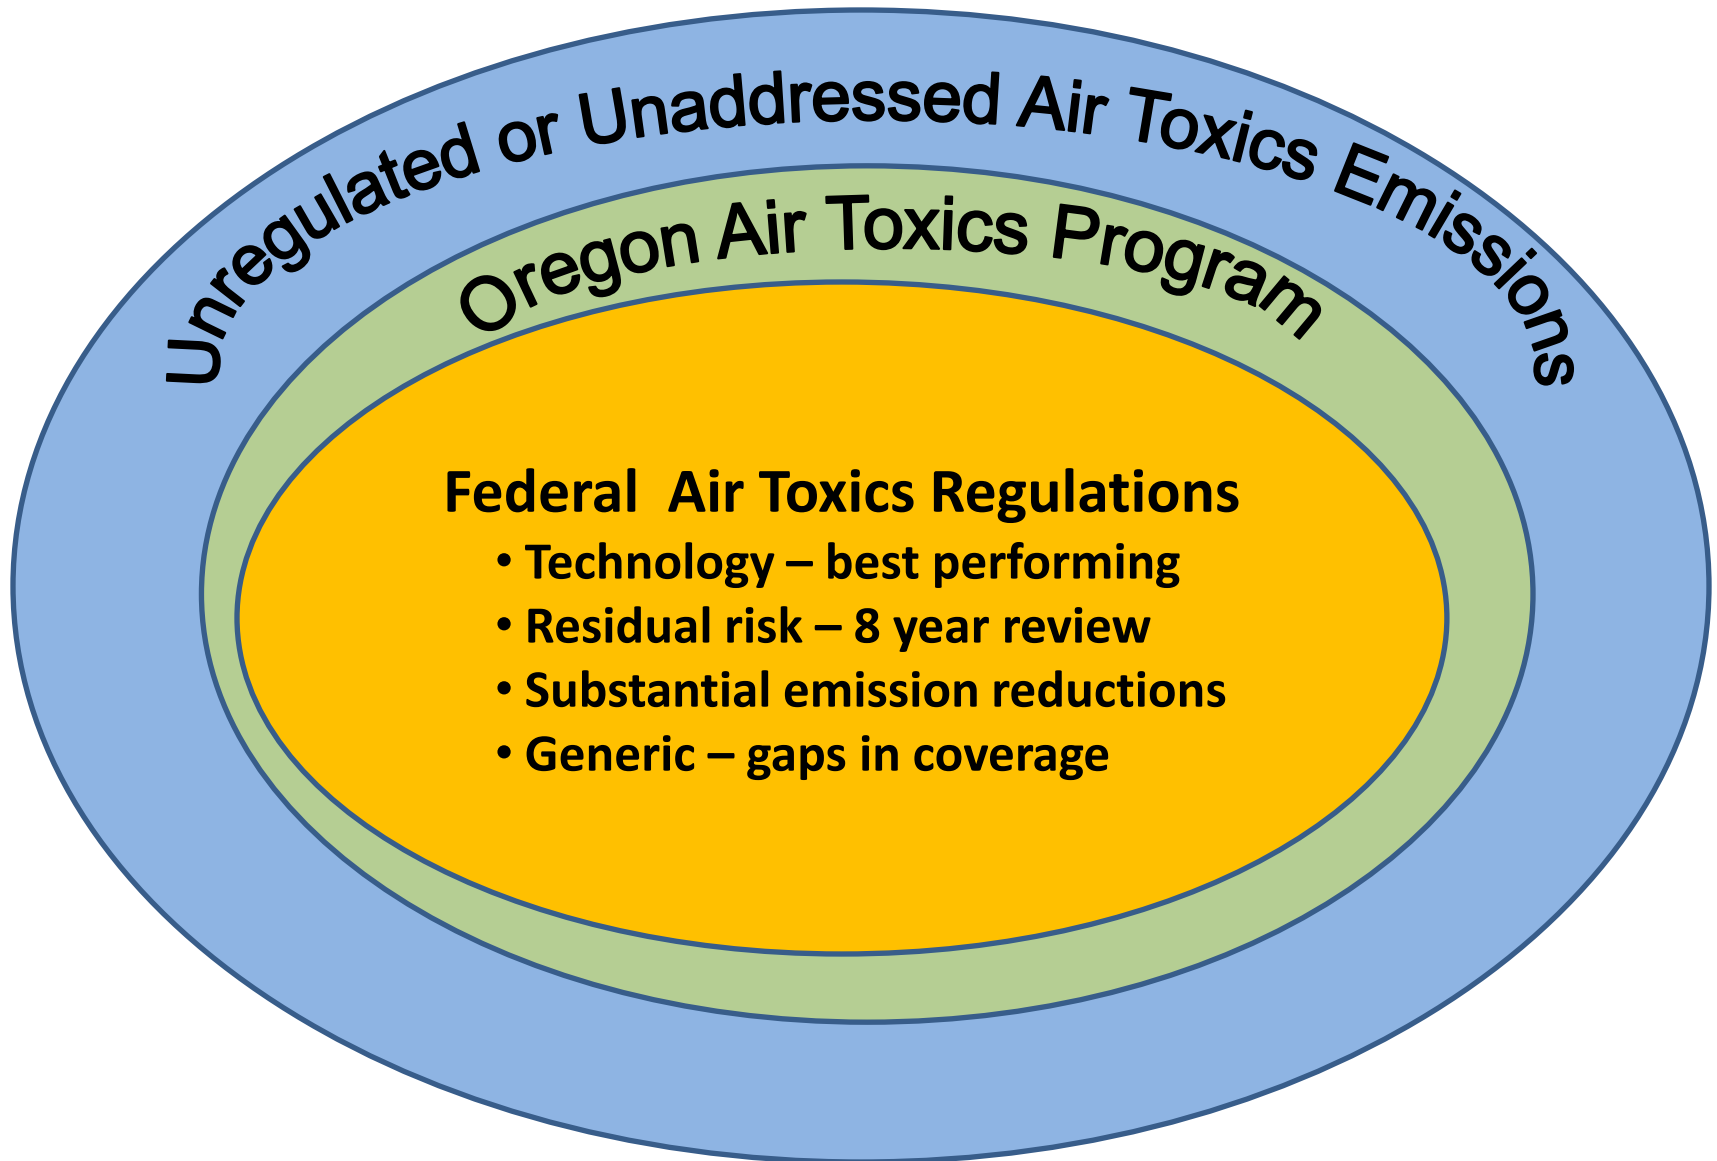 Unregulated or Unaddressed Air Toxics Emissions
Oregon Air Toxics Program
Federal  Air Toxics Regulations
• Technology – best performing
• Residual risk – 8 year review
• Substantial emission reductions
• Generic – gaps in coverage